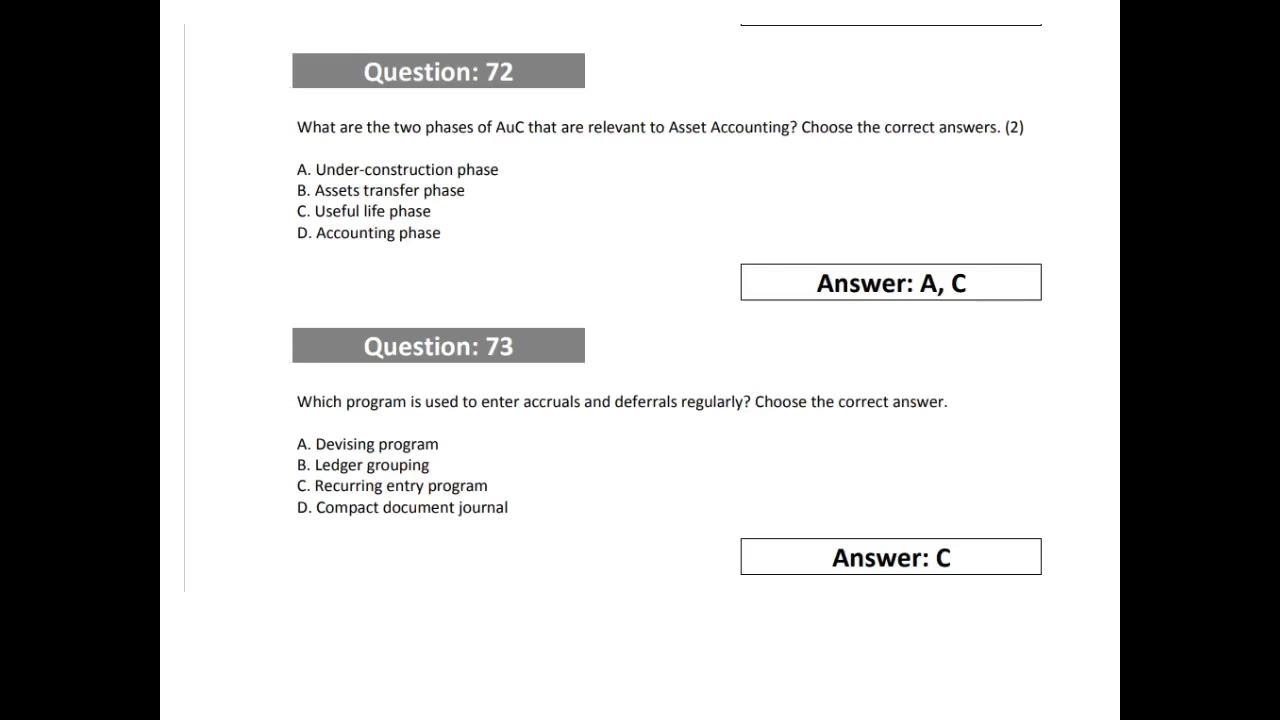 Question: 72
What are the two phases of AuC that are relevant to Asset Accounting? Choose the correct answers. (2)
A. Under-construction phase
B. Assets transfer phase
C. Useful life phase
D. Accounting phase
Answer: A, C
Question: 73
Which program is used to enter accruals and deferrals regularly? Choose the correct answer.
A. Devising program
B. Ledger grouping
C. Recurring entry program
D. Compact document journal
Answer: C